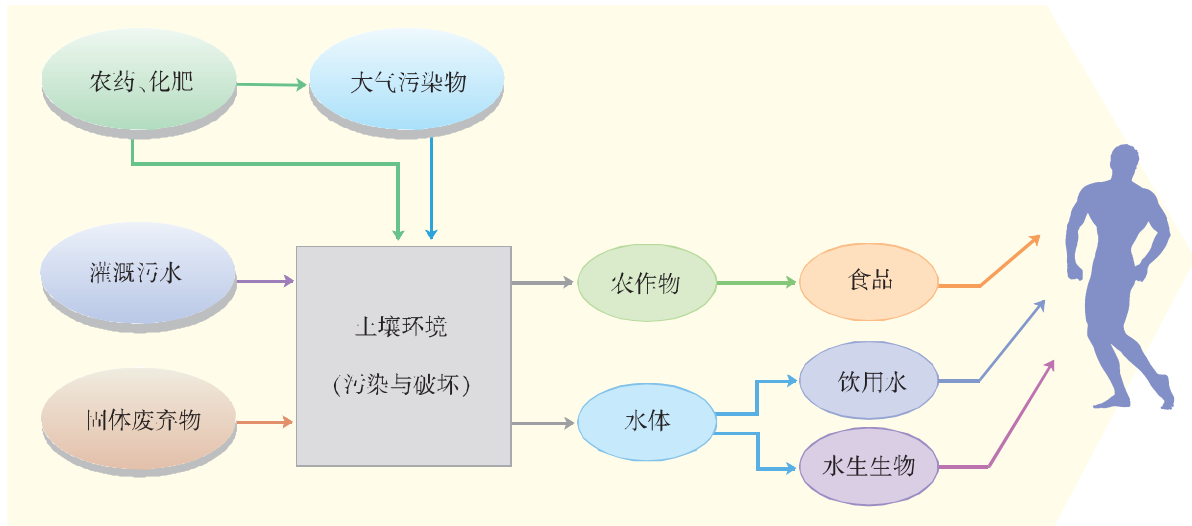 农药、化肥
大气污染物
灌溉污水
固体废弃物
土壤环境
(污染与破坏)
农作物
食品
水体
饮用水
水生生物